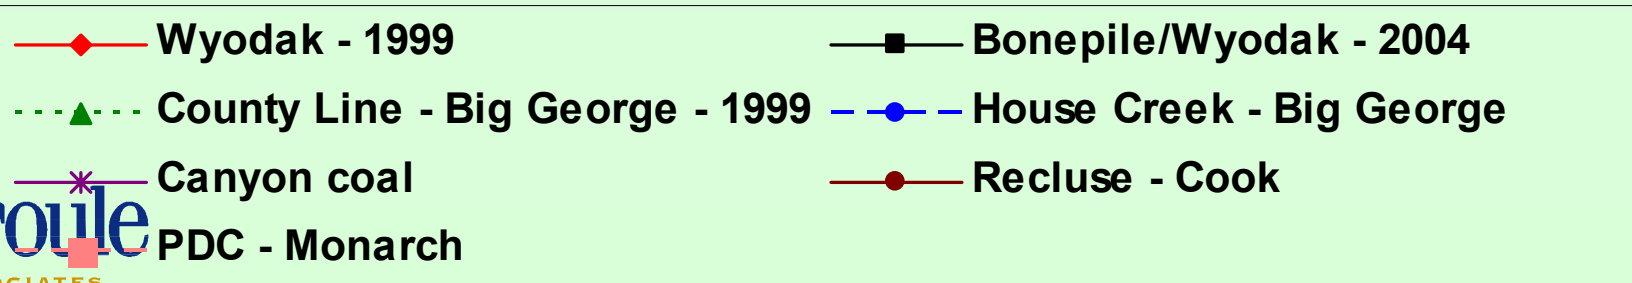 Wyodak - 1999
Bonepile/Wyodak - 2004
County Line - Big George - 1999
House Creek - Big George
Canyon coal
Recluse - Cook
PDC - Monarch